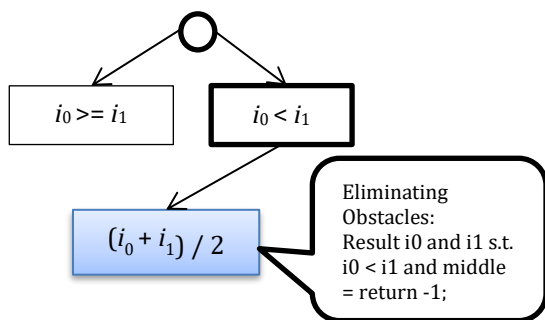 i₀ >= i₁
i₀ < i₁
(i₀ + i₁) / 2
Eliminating
Obstacles:
Result i0 and i1 s.t.
i0 < i1 and middle
= return -1;